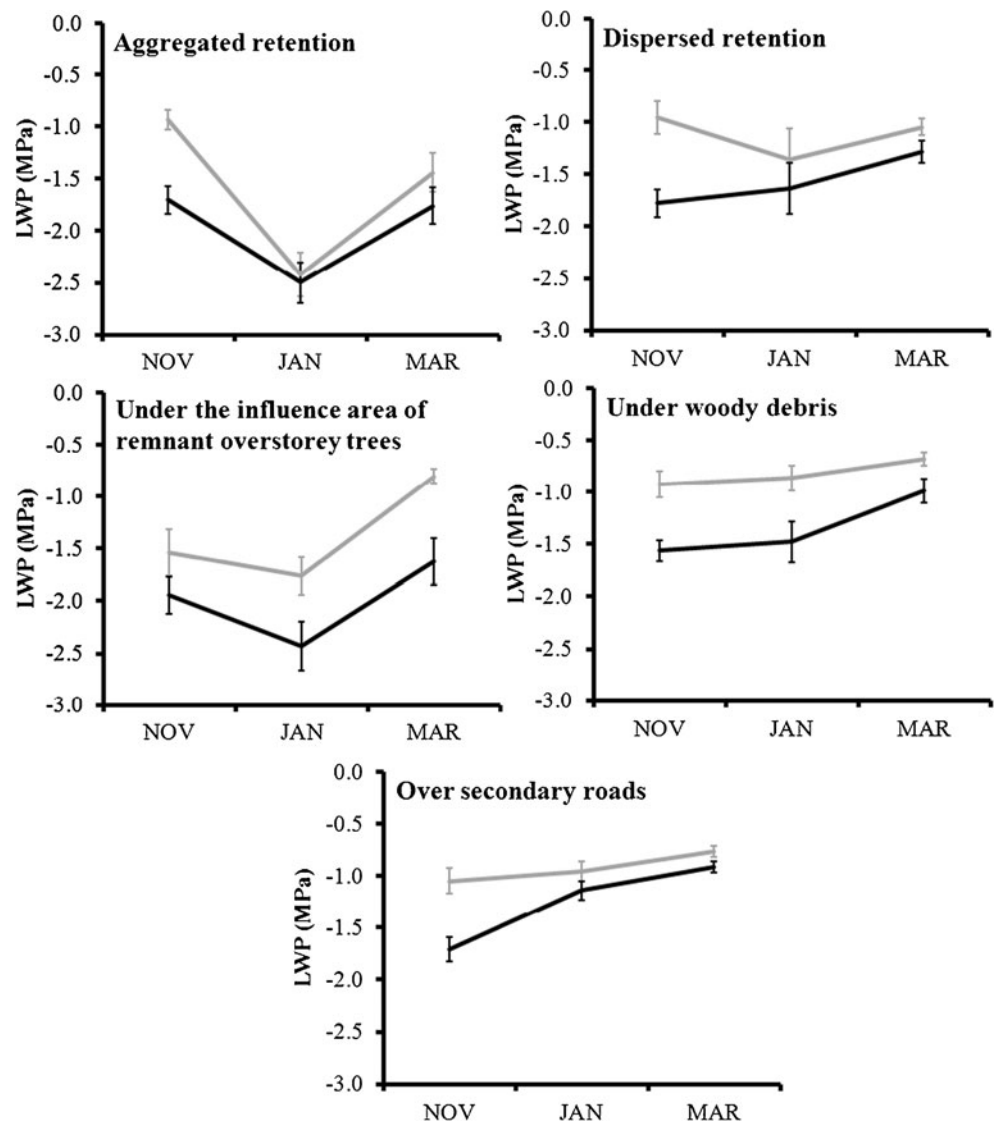 Aggregated retention
LWP (MPa)
0.0
-0.5
-1.0
-1.5
-2.0
-2.5
-3.0
NOV JAN MAR
Dispersed retention
LWP (MPa)
0.0
-0.5
-1.0
-1.5
-2.0
-2.5
-3.0
NOV JAN MAR
Under the influence area of
remnant overstorey trees
LWP (MPa)
0.0
-0.5
-1.0
-1.5
-2.0
-2.5
-3.0
NOV JAN MAR
Under woody debris
LWP (MPa)
0.0
-0.5
-1.0
-1.5
-2.0
-2.5
-3.0
NOV JAN MAR
Over secondary roads
LWP (MPa)
0.0
-0.5
-1.0
-1.5
-2.0
-2.5
-3.0
NOV JAN MAR